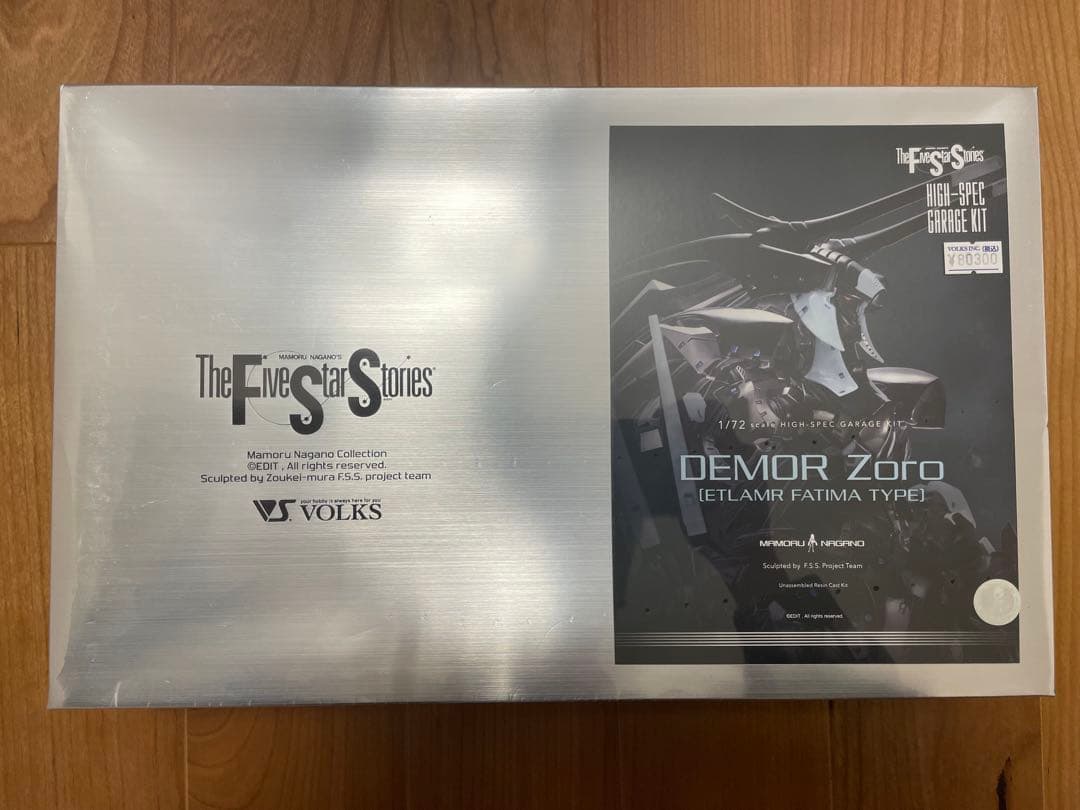 MAMORU NAGANO'S
The Five Star Stories
Mamoru Nagano Collection
©EDIT , All rights reserved.
Sculpted by Zoukei-mura F.S.S. project team
your hobby is always here for you
VS. VOLKS
The Five Star Stories
HIGH-SPEC
GARAGE KIT
VOLKS INC.
¥80300
1/72 scale HIGH-SPEC GARAGE KIT
DEMOR Zoro
[ETLAMR FATIMA TYPE]
MAMORU NAGANO
Sculpted by F.S.S. Project Team
Unassembled Resin Cast Kit
©EDIT , All rights reserved.